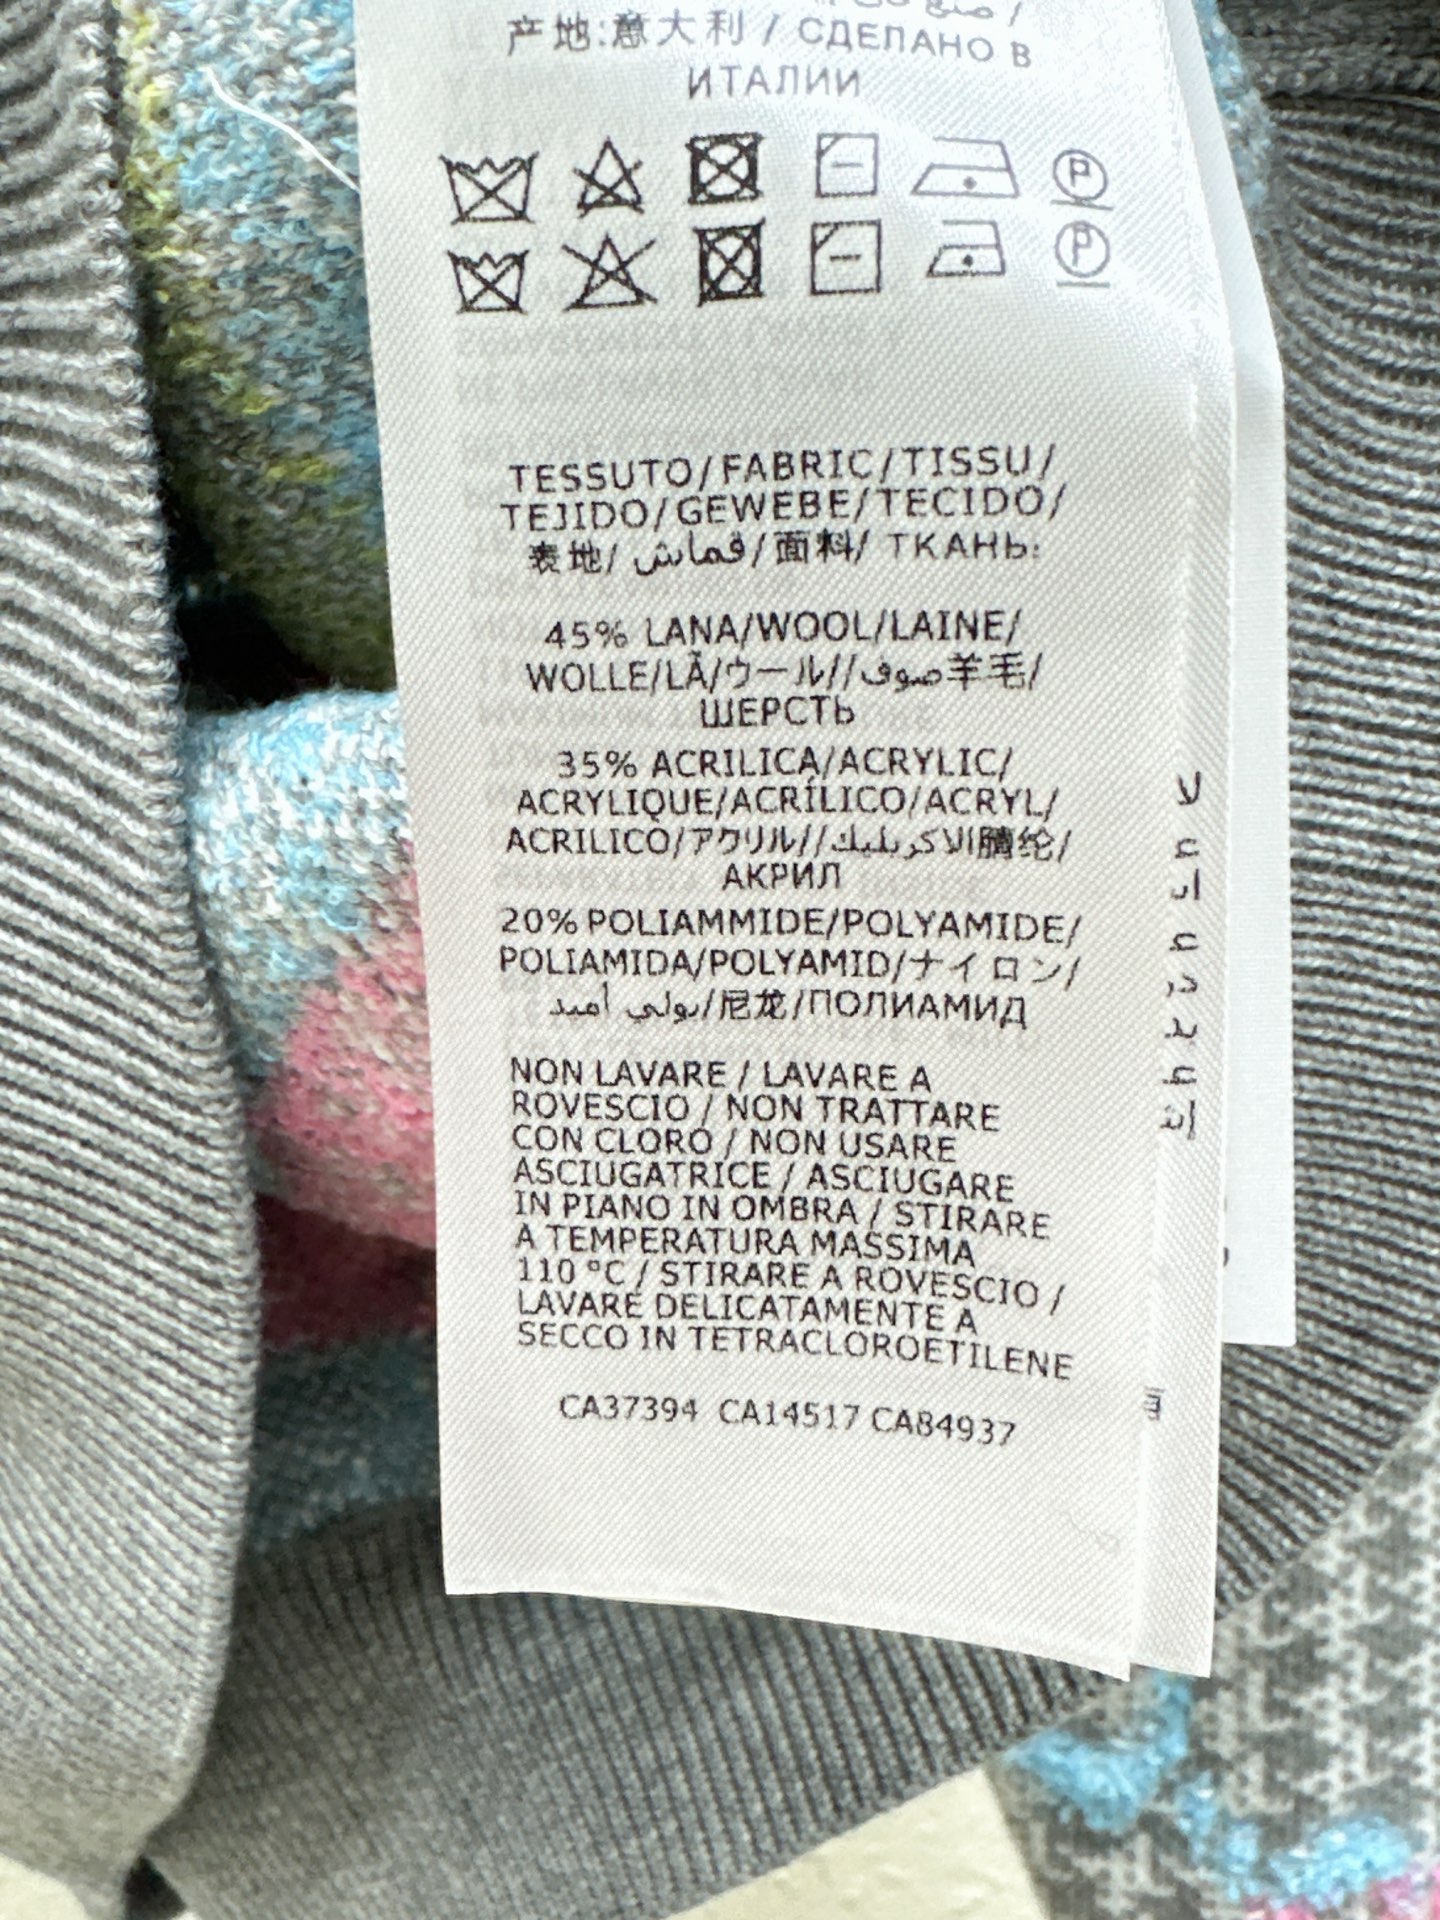 产地:意大利 / СДЕЛАНО В
ИТАЛИИ
P
P
TESSUTO/FABRIC/TISSU/
TEJIDO/GEWEBE/TECIDO/
表地/ قماش/面料/ ТКАНЬ:
45% LANA/WOOL/LAINE/
WOLLE/LÃ/ウール//صوف羊毛/
ШЕРСТЬ
35% ACRILICA/ACRYLIC/
ACRYLIQUE/ACRÍLICO/ACRYL/
ACRILICO/アクリル//الاكريليك腈纶/
АКРИЛ
20% POLIAMMIDE/POLYAMIDE/
POLIAMIDA/POLYAMID/ナイロン/
بولي أميد/尼龙/ПОЛИАМИД
NON LAVARE / LAVARE A
ROVESCIO / NON TRATTARE
CON CLORO / NON USARE
ASCIUGATRICE / ASCIUGARE
IN PIANO IN OMBRA / STIRARE
A TEMPERATURA MASSIMA
110 °C / STIRARE A ROVESCIO /
LAVARE DELICATAMENTE A
SECCO IN TETRACLOROETILENE
CA37394 CA14517 CA84937